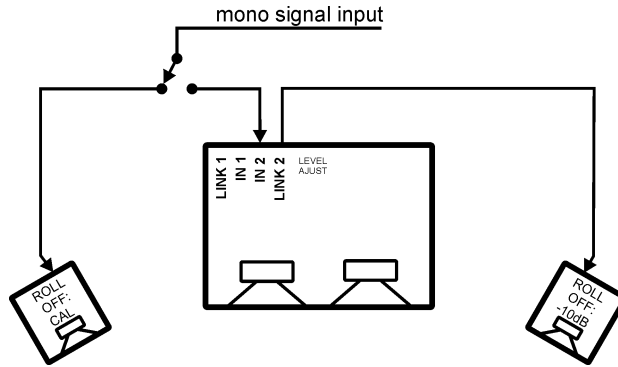 mono signal input
LINK 1
IN 1
IN 2
LINK 2
LEVEL
AJUST
ROLL
OFF:
CAL
ROLL
OFF:
-10dB